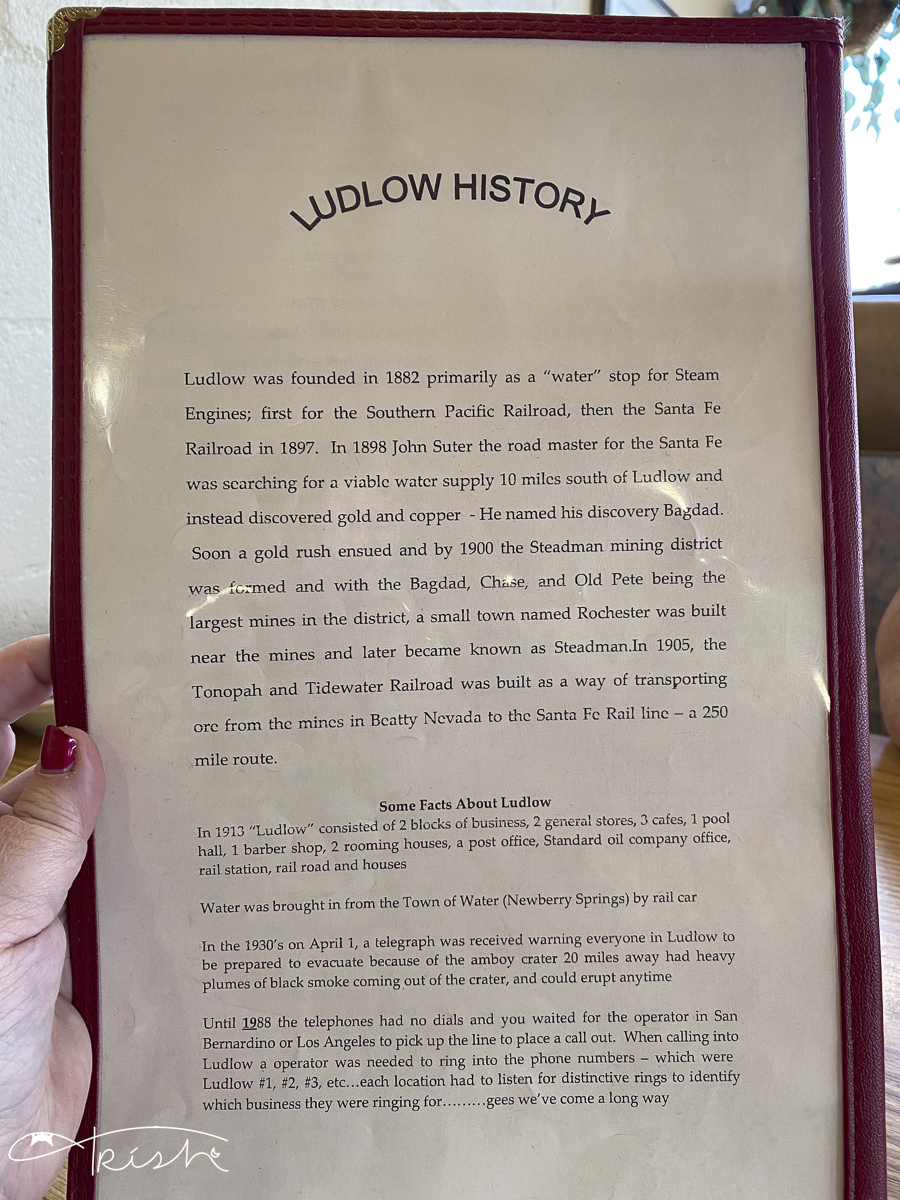 LUDLOW HISTORY
Ludlow was founded in 1882 primarily as a “water” stop for Steam
Engines; first for the Southern Pacific Railroad, then the Santa Fe
Railroad in 1897. In 1898 John Suter the road master for the Santa Fe
was searching for a viable water supply 10 miles south of Ludlow and
instead discovered gold and copper - He named his discovery Bagdad.
Soon a gold rush ensued and by 1900 the Steadman mining district
was formed and with the Bagdad, Chase, and Old Pete being the
largest mines in the district, a small town named Rochester was built
near the mines and later became known as Steadman.In 1905, the
Tonopah and Tidewater Railroad was built as a way of transporting
ore from the mines in Beatty Nevada to the Santa Fe Rail line – a 250
mile route.
Some Facts About Ludlow
In 1913 “Ludlow” consisted of 2 blocks of business, 2 general stores, 3 cafes, 1 pool
hall, 1 barber shop, 2 rooming houses, a post office, Standard oil company office,
rail station, rail road and houses
Water was brought in from the Town of Water (Newberry Springs) by rail car
In the 1930’s on April 1, a telegraph was received warning everyone in Ludlow to
be prepared to evacuate because of the amboy crater 20 miles away had heavy
plumes of black smoke coming out of the crater, and could erupt anytime
Until 1988 the telephones had no dials and you waited for the operator in San
Bernardino or Los Angeles to pick up the line to place a call out. When calling into
Ludlow a operator was needed to ring into the phone numbers – which were
Ludlow #1, #2, #3, etc…each location had to listen for distinctive rings to identify
which business they were ringing for………gees we’ve come a long way
Trish